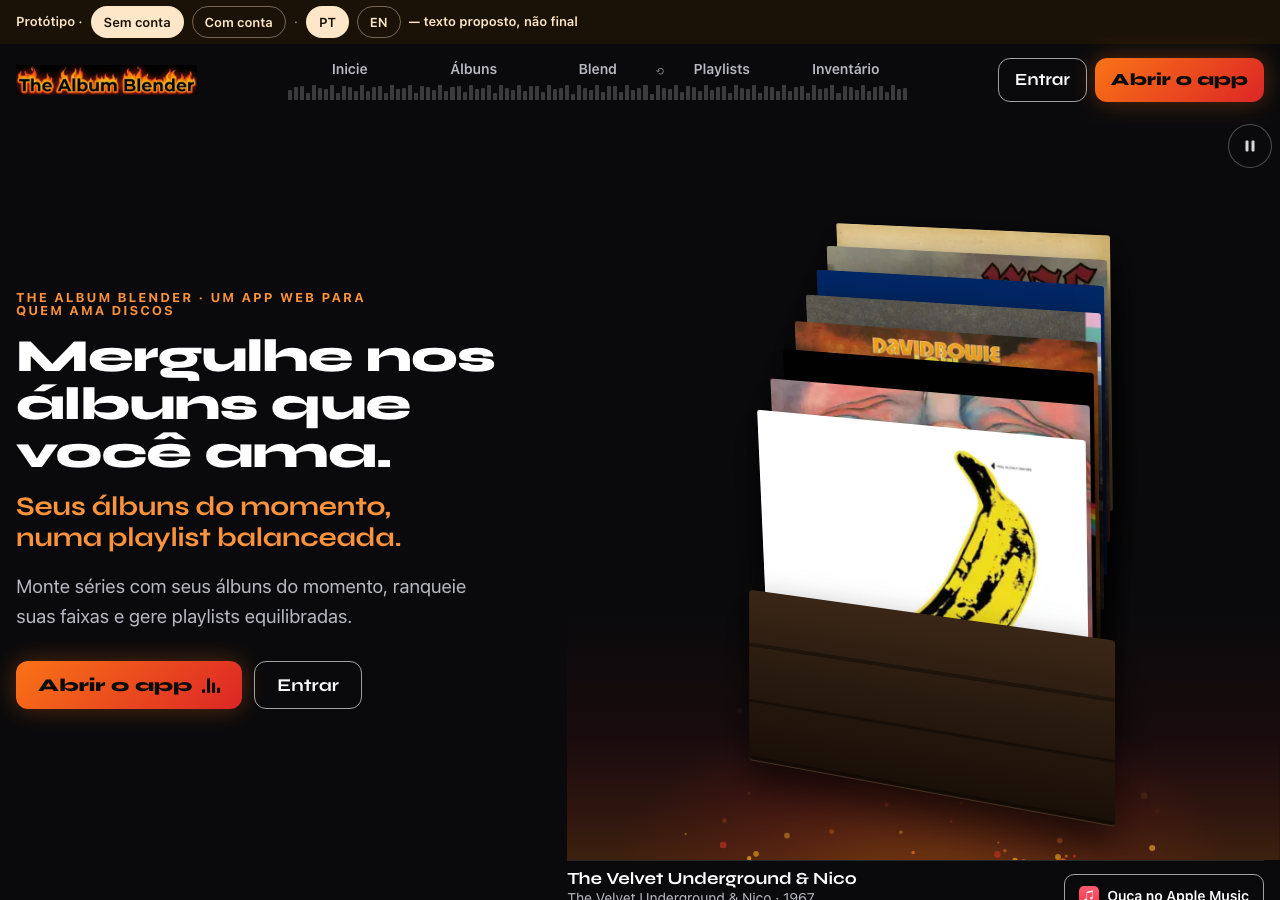 Protótipo · Sem conta Com conta · PT EN — texto proposto, não final
The Album Blender
Inicie Álbuns Blend Playlists Inventário
Entrar Abrir o app
THE ALBUM BLENDER · UM APP WEB PARA
QUEM AMA DISCOS
Mergulhe nos
álbuns que
você ama.
Seus álbuns do momento,
numa playlist balanceada.
Monte séries com seus álbuns do momento, ranqueie
suas faixas e gere playlists equilibradas.
Abrir o app Entrar
DAVID BOWIE
The Velvet Underground & Nico
The Velvet Underground & Nico · 1967
Ouça no Apple Music